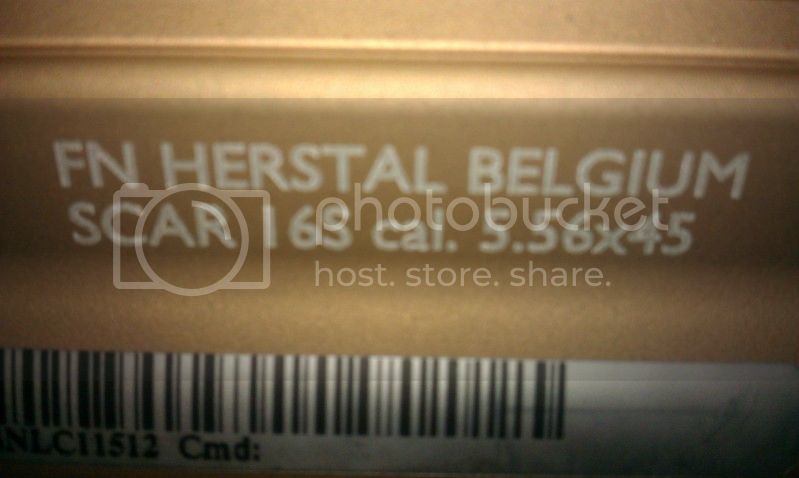 FN HERSTAL BELGIUM
SCAR 16S cal. 5.56x45
photobucket
host. store. share.
NLC11512 Cmd: